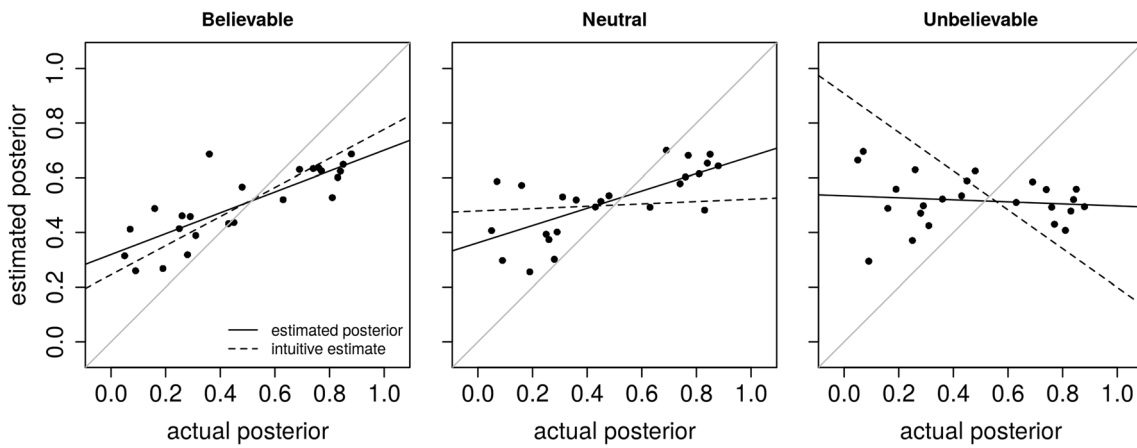 Believable
Neutral
Unbelievable
estimated posterior
1.0
0.8
0.6
0.4
0.2
0.0
estimated posterior
intuitive estimate
0.0 0.2 0.4 0.6 0.8 1.0
0.0 0.2 0.4 0.6 0.8 1.0
0.0 0.2 0.4 0.6 0.8 1.0
actual posterior
actual posterior
actual posterior